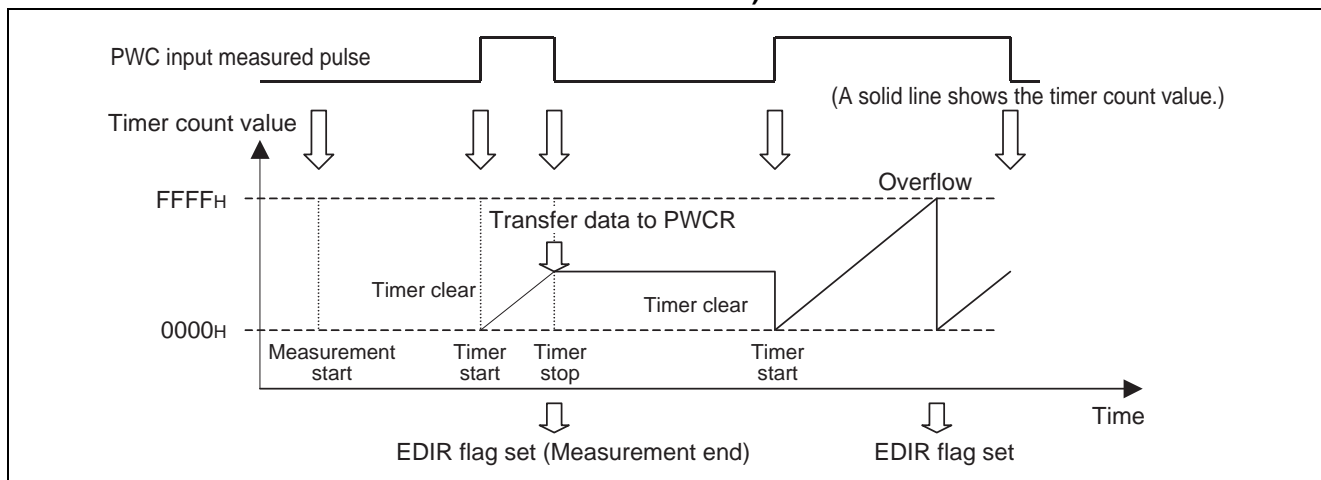 PWC input measured pulse
(A solid line shows the timer count value.)
Timer count value
Overflow
FFFFH
Transfer data to PWCR
Timer clear
Timer clear
0000H
Measurement start
Timer start
Timer stop
Timer start
Time
EDIR flag set (Measurement end)
EDIR flag set